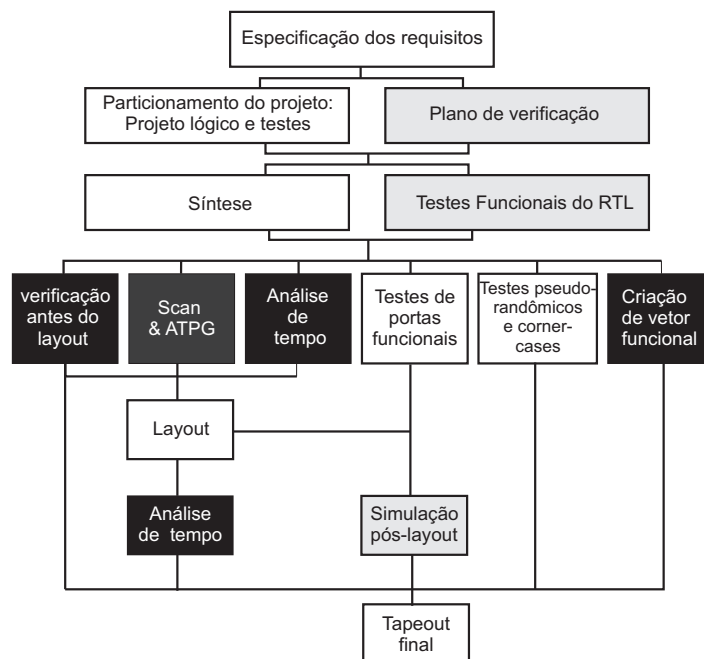 Especificação dos requisitos
Particionamento do projeto:
Projeto lógico e testes
Plano de verificação
Síntese
Testes Funcionais do RTL
verificação
antes do
layout
Scan
& ATPG
Análise
de
tempo
Testes de
portas
funcionais
Testes pseudo-
randômicos
e corner-
cases
Criação
de vetor
funcional
Layout
Análise
de tempo
Simulação
pós-layout
Tapeout
final